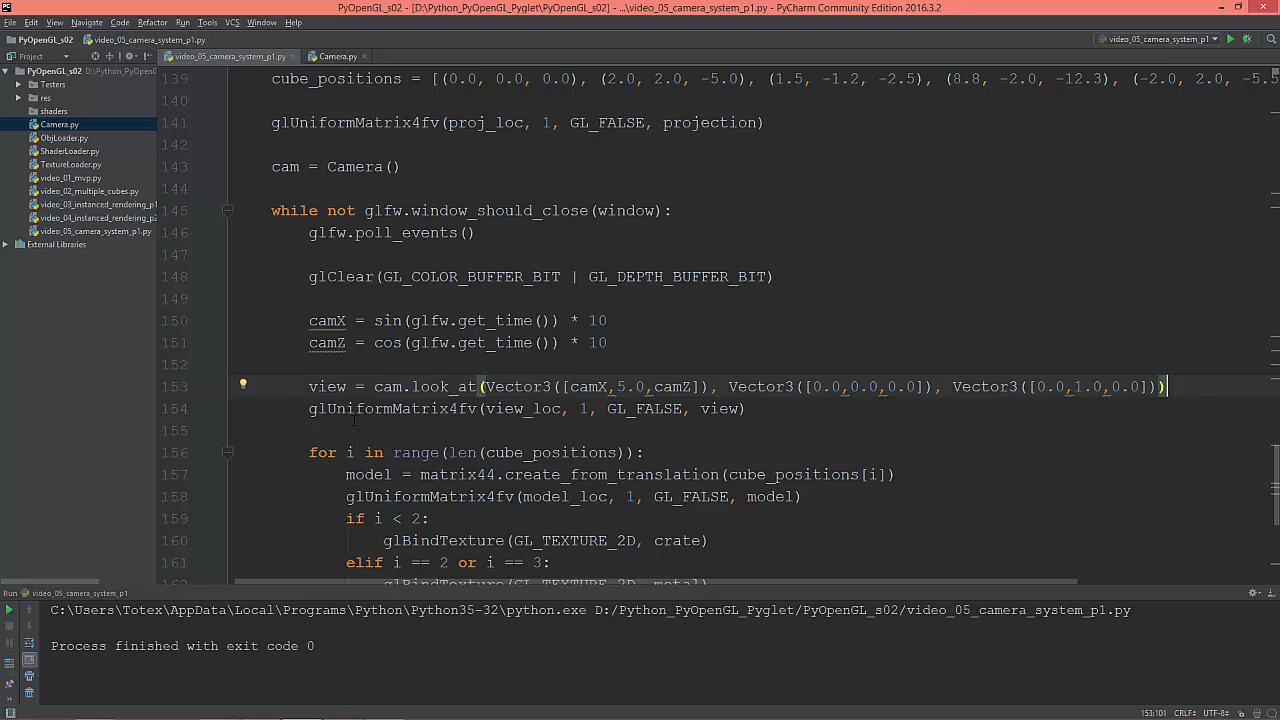 PyOpenGL_s02 - [D:\Python_PyOpenGL_Pyglet\PyOpenGL_s02] - ...\video_05_camera_system_p1.py - PyCharm Community Edition 2016.3.2
File Edit View Navigate Code Refactor Run Tools VCS Window Help
PyOpenGL_s02 video_05_camera_system_p1.py video_05_camera_system_p1
Project video_05_camera_system_p1.py Camera.py
PyOpenGL_s02 D:\Python_PyOpenG
Testers
res
shaders
Camera.py
ObjLoader.py
ShaderLoader.py
TextureLoader.py
video_01_mvp.py
video_02_multiple_cubes.py
video_03_instanced_rendering_p1
video_04_instanced_rendering_p2
video_05_camera_system_p1.py
External Libraries
139 cube_positions = [(0.0, 0.0, 0.0), (2.0, 2.0, -5.0), (1.5, -1.2, -2.5), (8.8, -2.0, -12.3), (-2.0, 2.0, -5.5
140
141 glUniformMatrix4fv(proj_loc, 1, GL_FALSE, projection)
142
143 cam = Camera()
144
145 while not glfw.window_should_close(window):
146 glfw.poll_events()
147
148 glClear(GL_COLOR_BUFFER_BIT | GL_DEPTH_BUFFER_BIT)
149
150 camX = sin(glfw.get_time()) * 10
151 camZ = cos(glfw.get_time()) * 10
152
153 view = cam.look_at(Vector3([camX,5.0,camZ]), Vector3([0.0,0.0,0.0]), Vector3([0.0,1.0,0.0]))
154 glUniformMatrix4fv(view_loc, 1, GL_FALSE, view)
155
156 for i in range(len(cube_positions)):
157 model = matrix44.create_from_translation(cube_positions[i])
158 glUniformMatrix4fv(model_loc, 1, GL_FALSE, model)
159 if i < 2:
160 glBindTexture(GL_TEXTURE_2D, crate)
161 elif i == 2 or i == 3:
162 glBindTexture(GL_TEXTURE_2D, metal)
Run video_05_camera_system_p1
C:\Users\Totex\AppData\Local\Programs\Python\Python35-32\python.exe D:/Python_PyOpenGL_Pyglet/PyOpenGL_s02/video_05_camera_system_p1.py
Process finished with exit code 0
153:101 CRLF÷ UTF-8÷